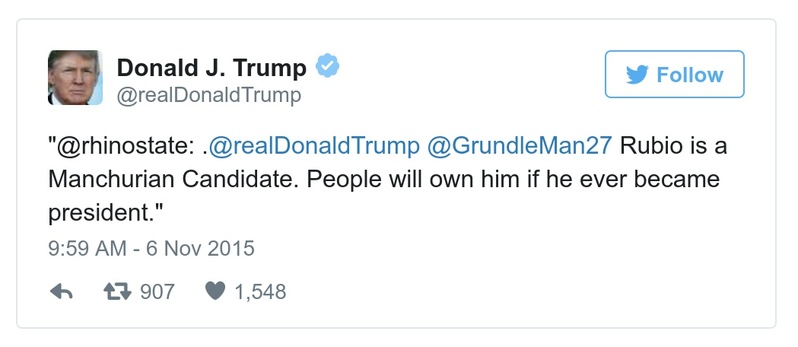 Donald J. Trump
@realDonaldTrump
Follow
"@rhinostate: .@realDonaldTrump @GrundleMan27 Rubio is a
Manchurian Candidate. People will own him if he ever became
president."
9:59 AM - 6 Nov 2015
907 1,548